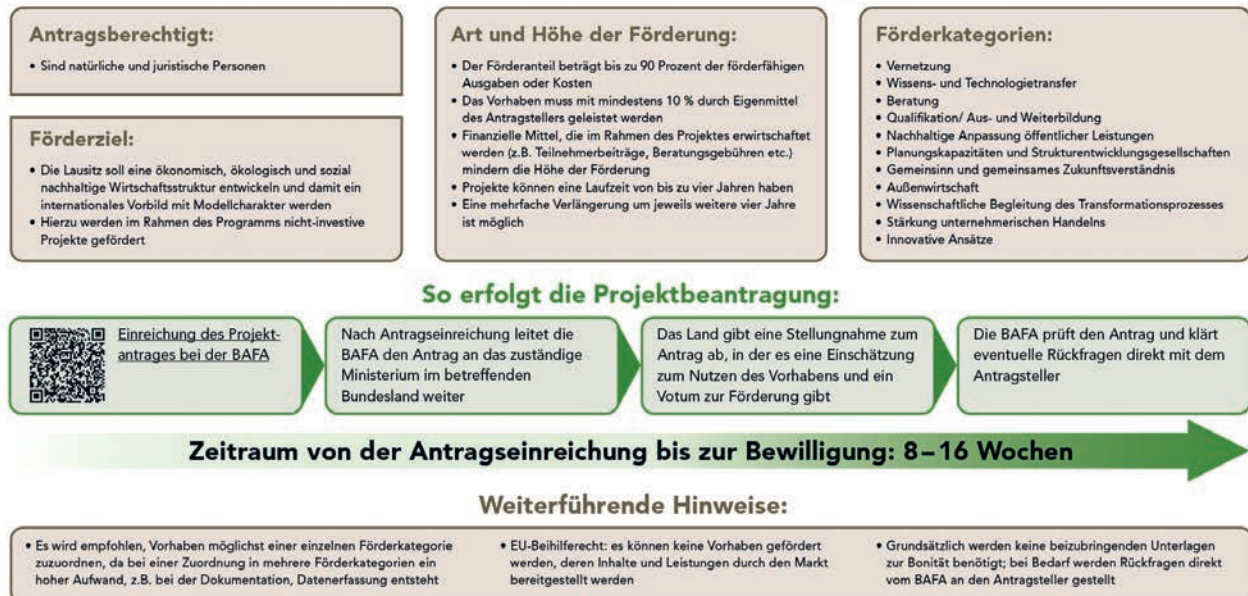 Antragsberechtigt:
• Sind natürliche und juristische Personen
Förderziel:
• Die Lausitz soll eine ökonomisch, ökologisch und sozial
nachhaltige Wirtschaftsstruktur entwickeln und damit ein
internationales Vorbild mit Modellcharakter werden
• Hierzu werden im Rahmen des Programms nicht-investive
Projekte gefördert
Art und Höhe der Förderung:
• Der Förderanteil beträgt bis zu 90 Prozent der förderfähigen
Ausgaben oder Kosten
• Das Vorhaben muss mit mindestens 10 % durch Eigenmittel
des Antragstellers geleistet werden
• Finanzielle Mittel, die im Rahmen des Projektes erwirtschaftet
werden (z.B. Teilnehmerbeiträge, Beratungsgebühren etc.)
mindern die Höhe der Förderung
• Projekte können eine Laufzeit von bis zu vier Jahren haben
• Eine mehrfache Verlängerung um jeweils weitere vier Jahre
ist möglich
Förderkategorien:
• Vernetzung
• Wissens- und Technologietransfer
• Beratung
• Qualifikation/ Aus- und Weiterbildung
• Nachhaltige Anpassung öffentlicher Leistungen
• Planungskapazitäten und Strukturentwicklungsgesellschaften
• Gemeinsinn und gemeinsames Zukunftsverständnis
• Außenwirtschaft
• Wissenschaftliche Begleitung des Transformationsprozesses
• Stärkung unternehmerischen Handelns
• Innovative Ansätze
So erfolgt die Projektbeantragung:
Einreichung des Projekt-
antrages bei der BAFA
Nach Antragseinreichung leitet die
BAFA den Antrag an das zuständige
Ministerium im betreffenden
Bundesland weiter
Das Land gibt eine Stellungnahme zum
Antrag ab, in der es eine Einschätzung
zum Nutzen des Vorhabens und ein
Votum zur Förderung gibt
Die BAFA prüft den Antrag und klärt
eventuelle Rückfragen direkt mit dem
Antragsteller
Zeitraum von der Antragseinreichung bis zur Bewilligung: 8–16 Wochen
Weiterführende Hinweise:
• Es wird empfohlen, Vorhaben möglichst einer einzelnen Förderkategorie
zuzuordnen, da bei einer Zuordnung in mehrere Förderkategorien ein
hoher Aufwand, z.B. bei der Dokumentation, Datenerfassung entsteht
• EU-Beihilferecht: es können keine Vorhaben gefördert
werden, deren Inhalte und Leistungen durch den Markt
bereitgestellt werden
• Grundsätzlich werden keine beizubringenden Unterlagen
zur Bonität benötigt; bei Bedarf werden Rückfragen direkt
vom BAFA an den Antragsteller gestellt